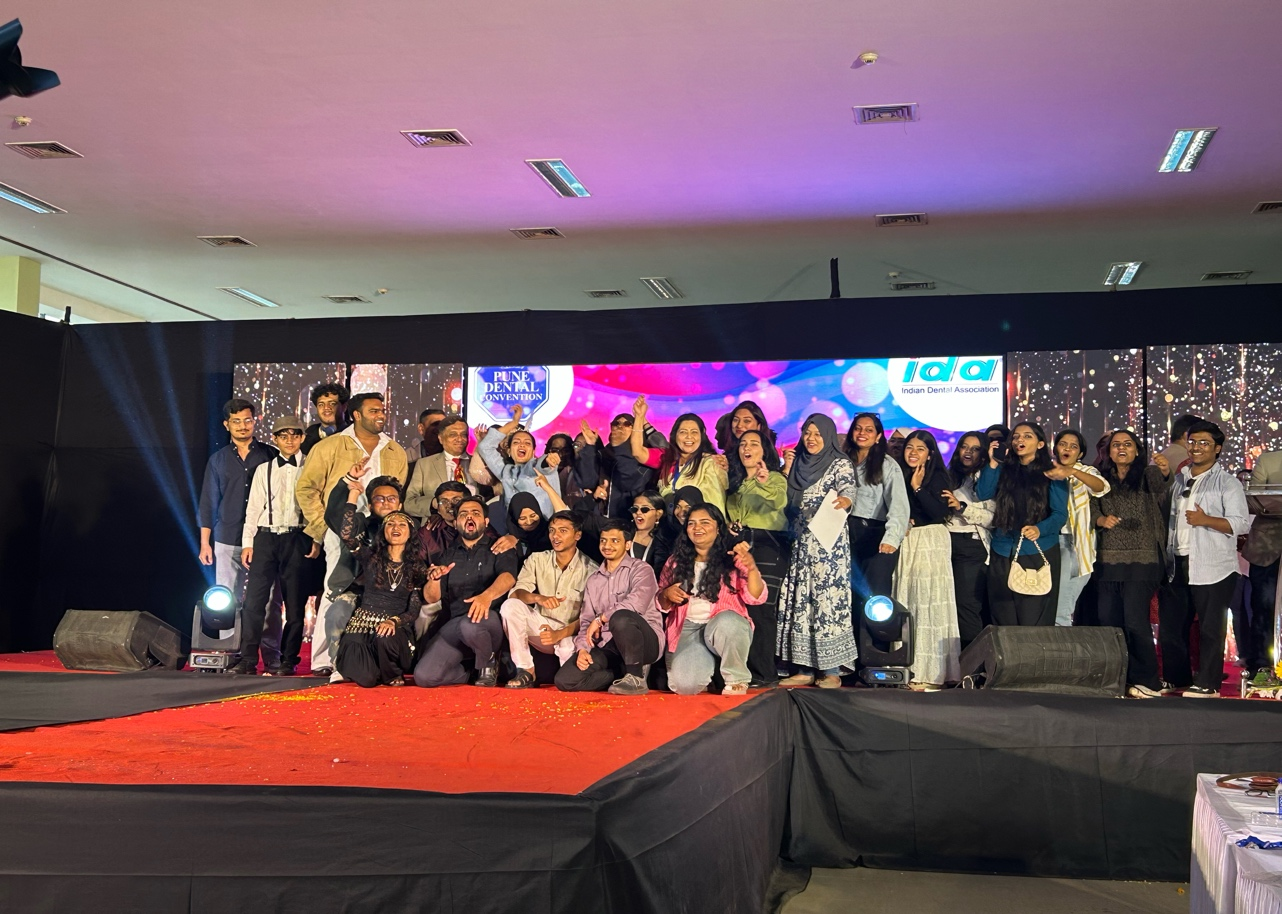 PUNE
DENTAL
CONVENTION
ida
Indian Dental Association